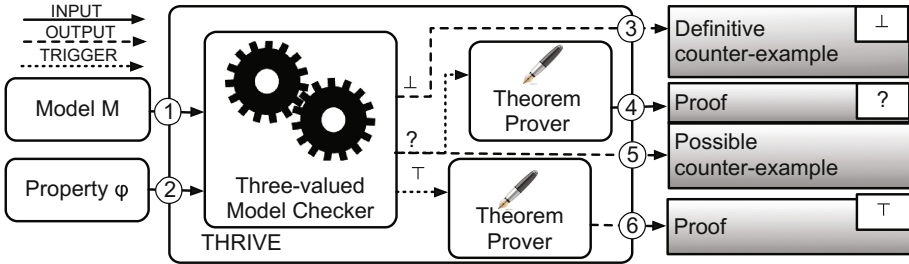 INPUT
OUTPUT
TRIGGER
Model M
1
Property φ
2
Three-valued
Model Checker
THRIVE
⊥
?
⊤
Theorem
Prover
Theorem
Prover
3
4
5
6
Definitive
counter-example
⊥
Proof
?
Possible
counter-example
Proof
⊤